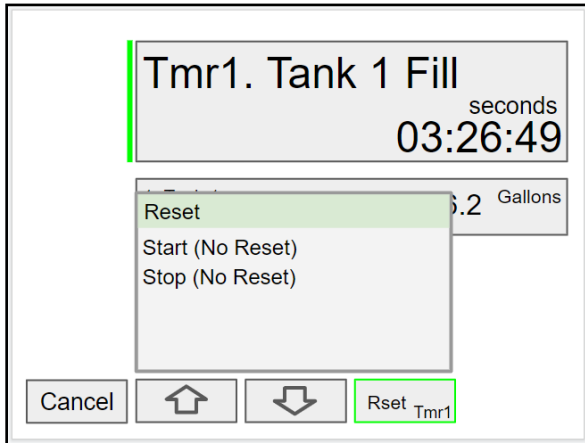 Tmr1. Tank 1 Fill
seconds
03:26:49
.2 Gallons
Reset
Start (No Reset)
Stop (No Reset)
Cancel
Rset Tmr1